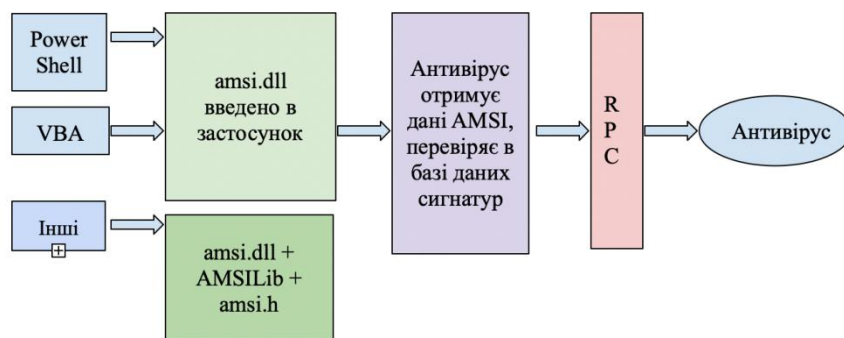 Power
Shell
VBA
Інші
amsi.dll
введено в
застосунок
amsi.dll +
AMSILib +
amsi.h
Антивірус
отримує
дані AMSI,
перевіряє в
базі даних
сигнатур
R
P
C
Антивірус